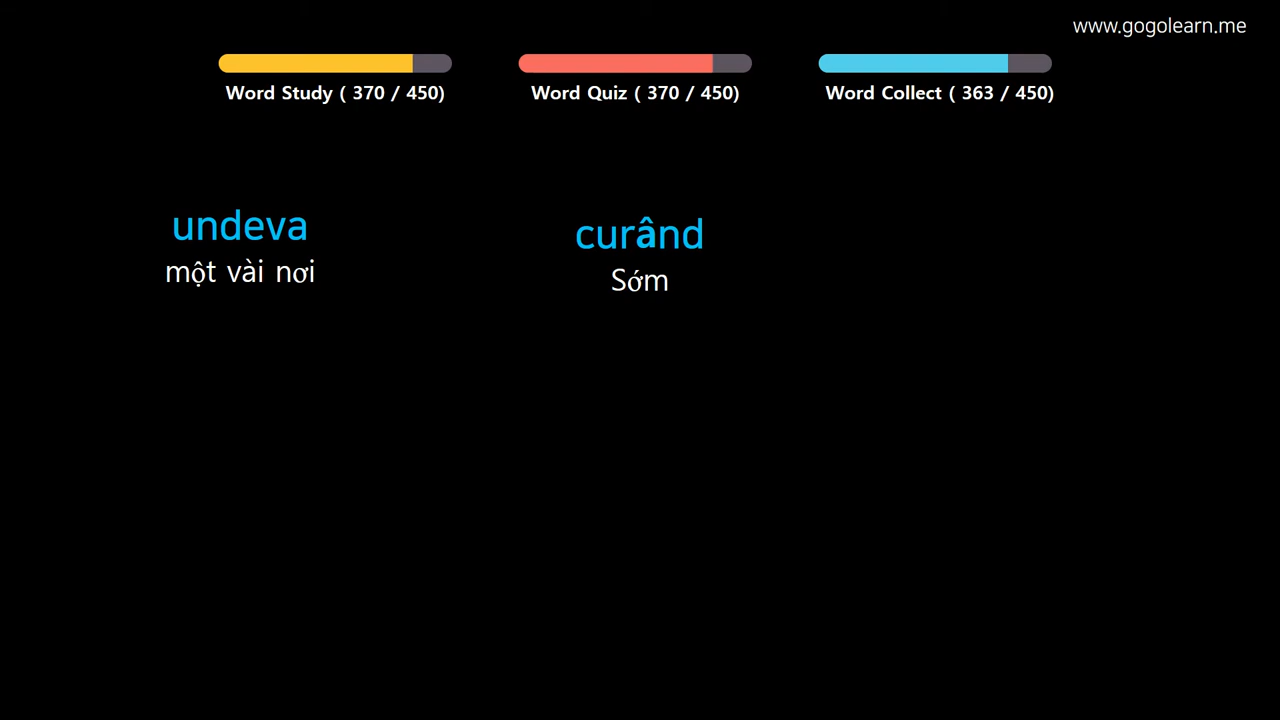 www.gogolearn.me
Word Study ( 370 / 450)
Word Quiz ( 370 / 450)
Word Collect ( 363 / 450)
undeva
một vài nơi
curând
Sớm